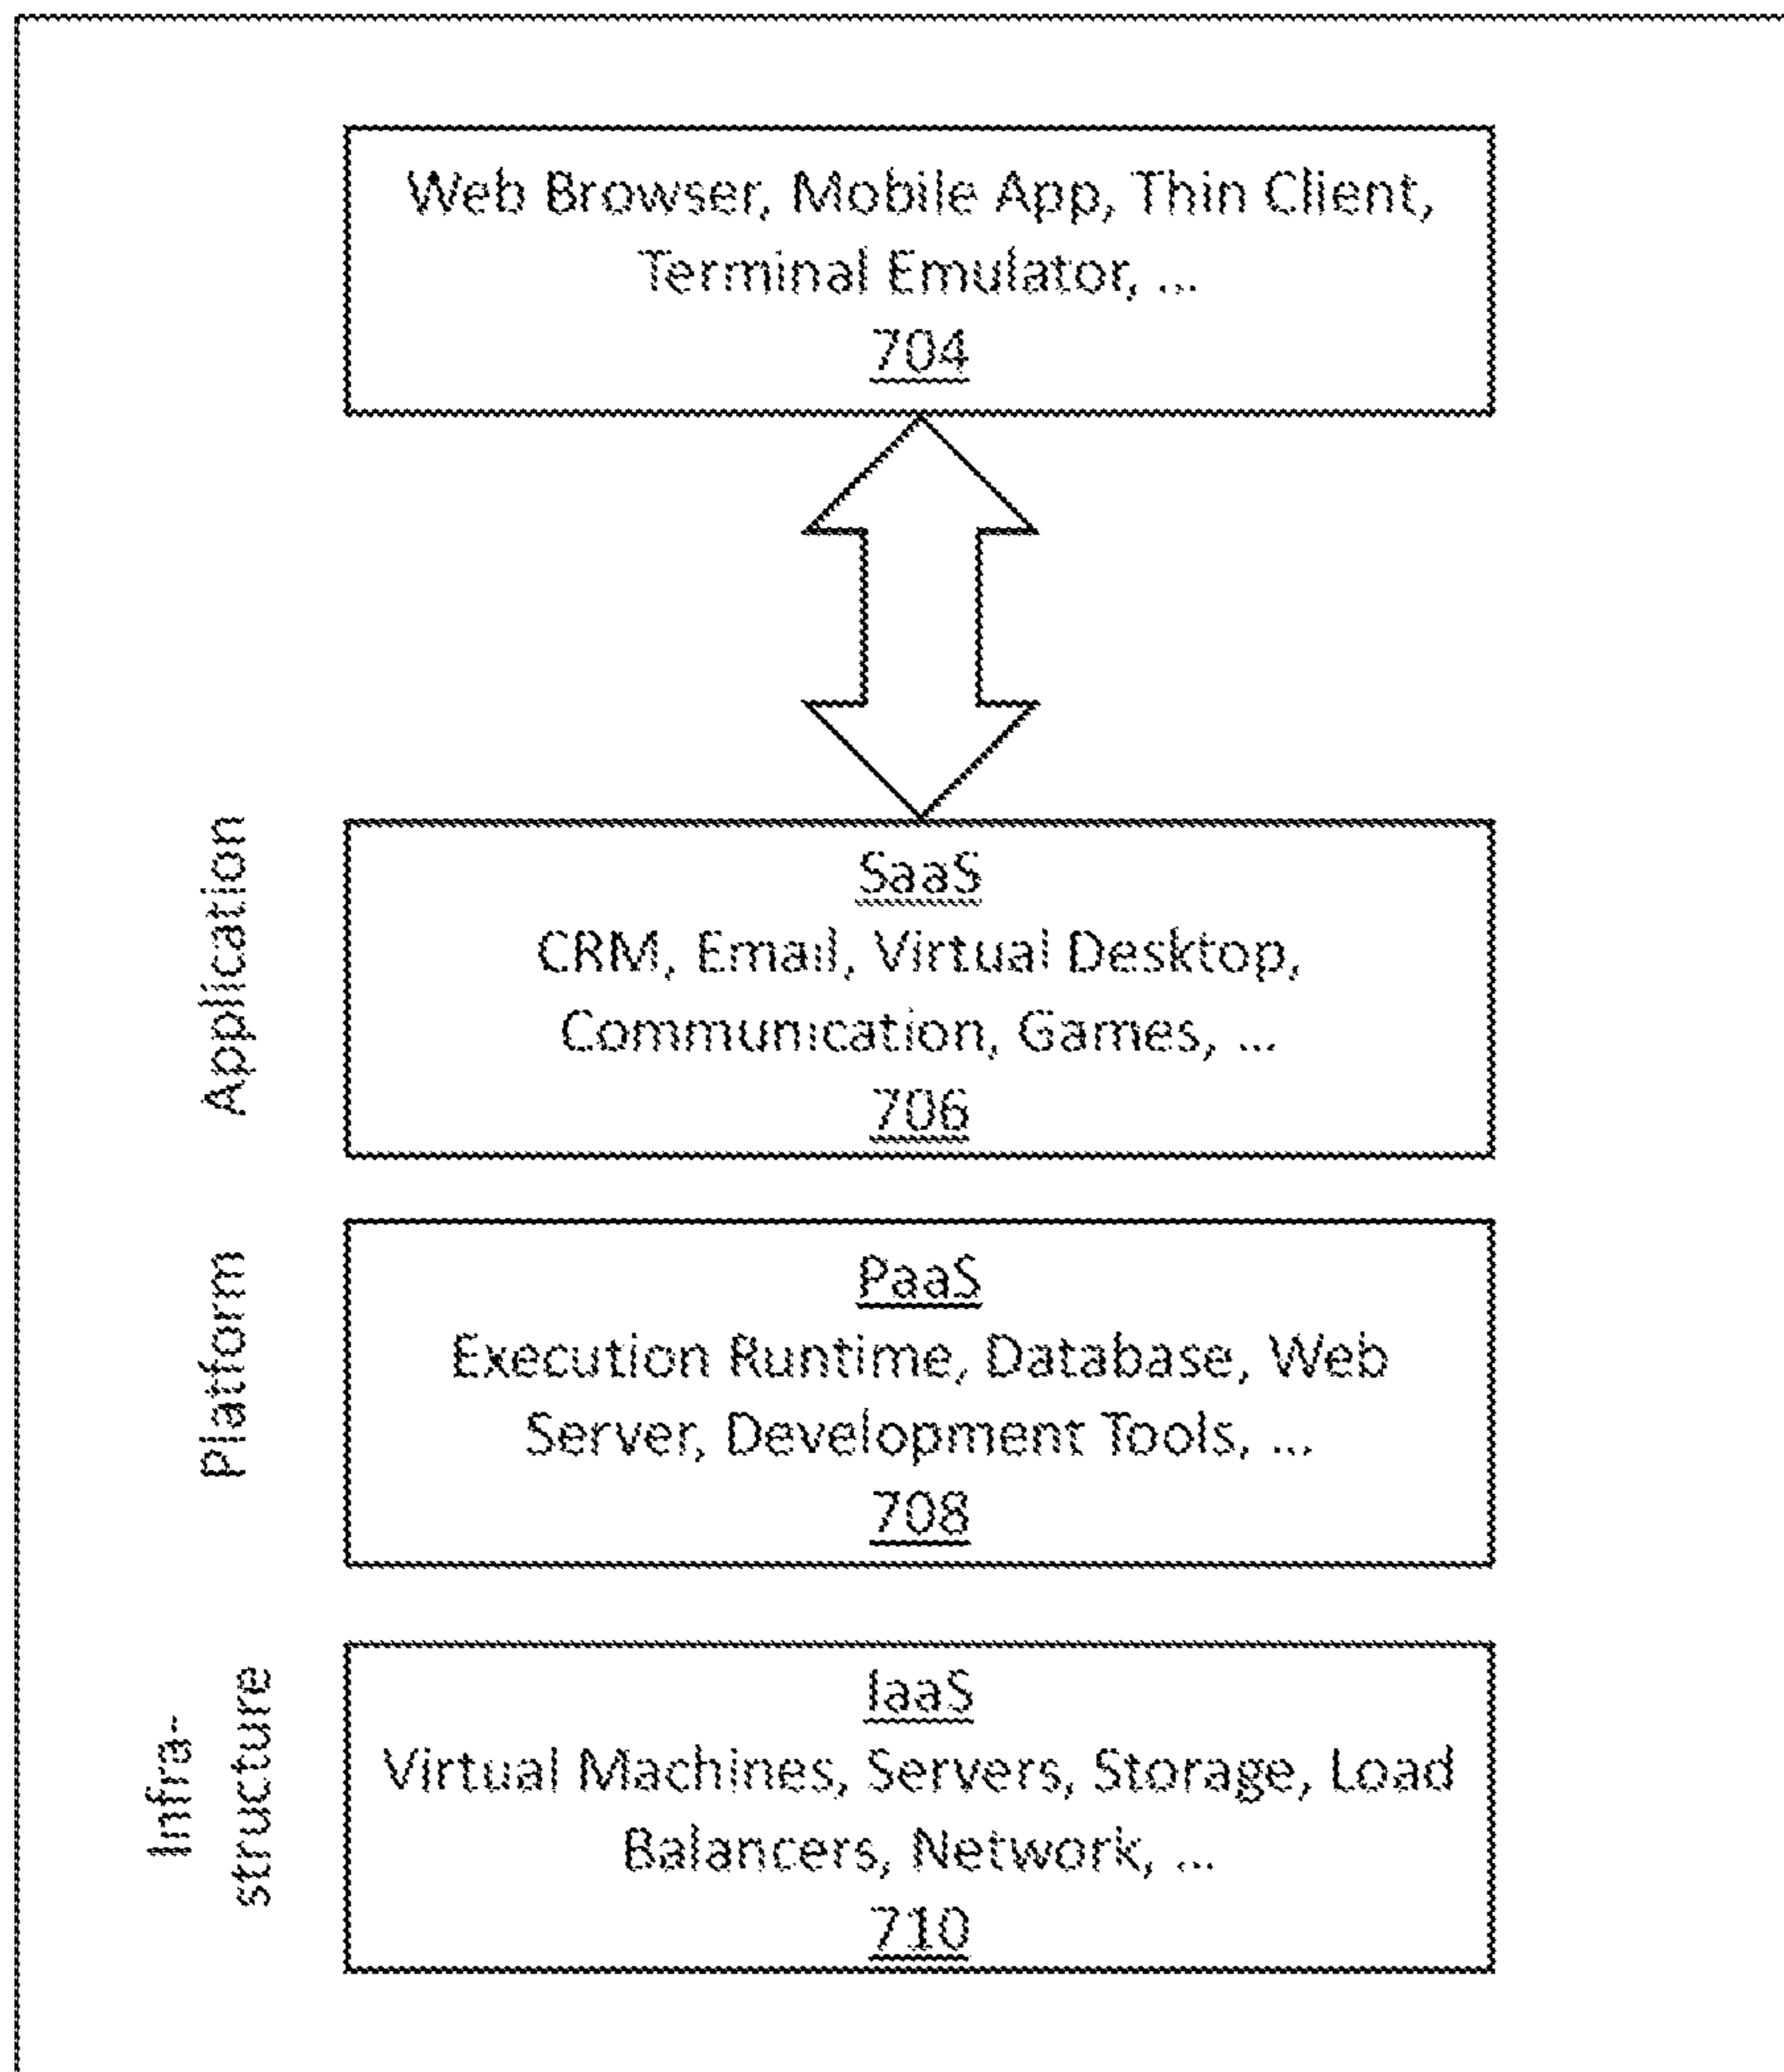 Web Browser, Mobile App, Thin Client,
Terminal Emulator, ...
704
Application
SaaS
CRM, Email, Virtual Desktop,
Communication, Games, ...
706
Platform
PaaS
Execution Runtime, Database, Web
Server, Development Tools, ...
708
Infra-
structure
IaaS
Virtual Machines, Servers, Storage, Load
Balancers, Network, ...
710